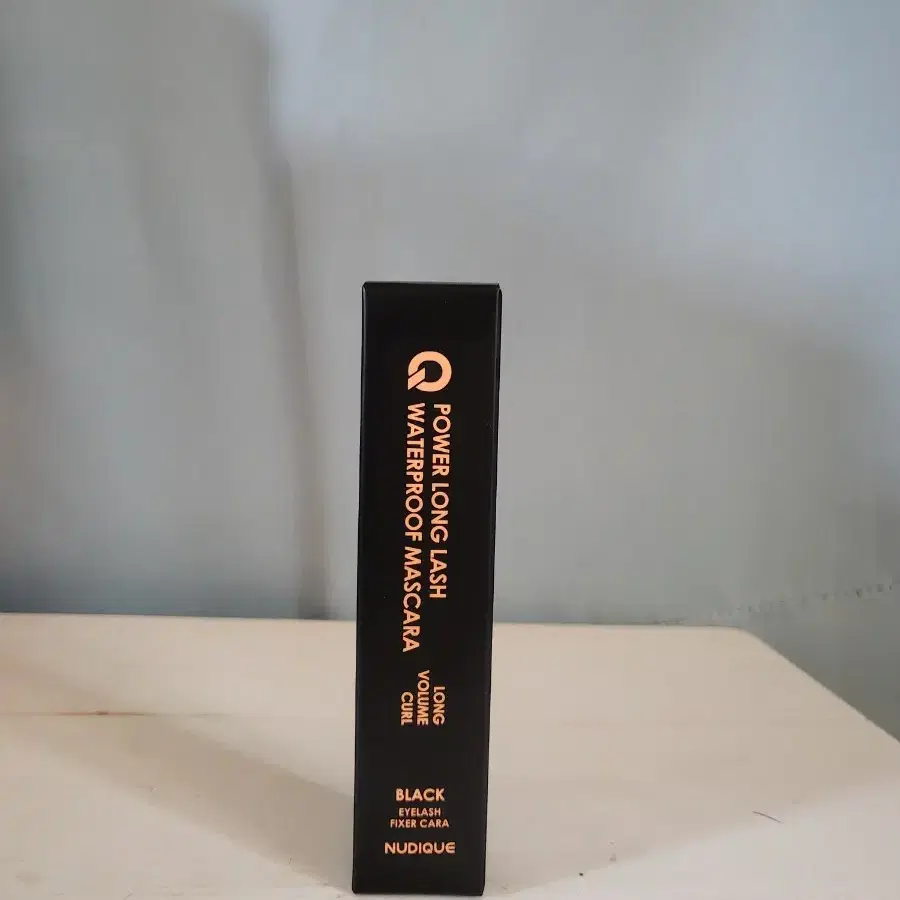 POWER LONG LASH
WATERPROOF MASCARA
LONG
VOLUME
CURL
BLACK
EYELASH
FIXER CARA
NUDIQUE